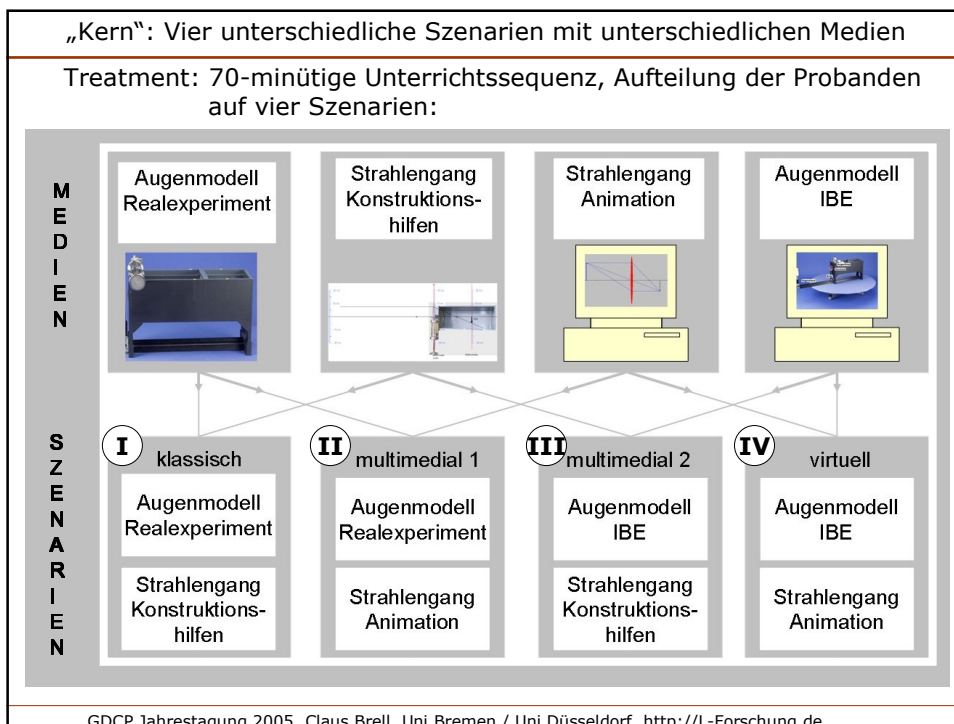 „Kern“: Vier unterschiedliche Szenarien mit unterschiedlichen Medien
Treatment: 70-minütige Unterrichtssequenz, Aufteilung der Probanden
auf vier Szenarien:
MEDIEN
Augenmodell
Realexperiment
Strahlengang
Konstruktions-
hilfen
Strahlengang
Animation
Augenmodell
IBE
SZENARIEN
I
klassisch
Augenmodell
Realexperiment
Strahlengang
Konstruktions-
hilfen
II
multimedial 1
Augenmodell
Realexperiment
Strahlengang
Animation
III
multimedial 2
Augenmodell
IBE
Strahlengang
Konstruktions-
hilfen
IV
virtuell
Augenmodell
IBE
Strahlengang
Animation
GDCP Jahrestagung 2005, Claus Brell, Uni Bremen / Uni Düsseldorf, http://L-Forschung.de